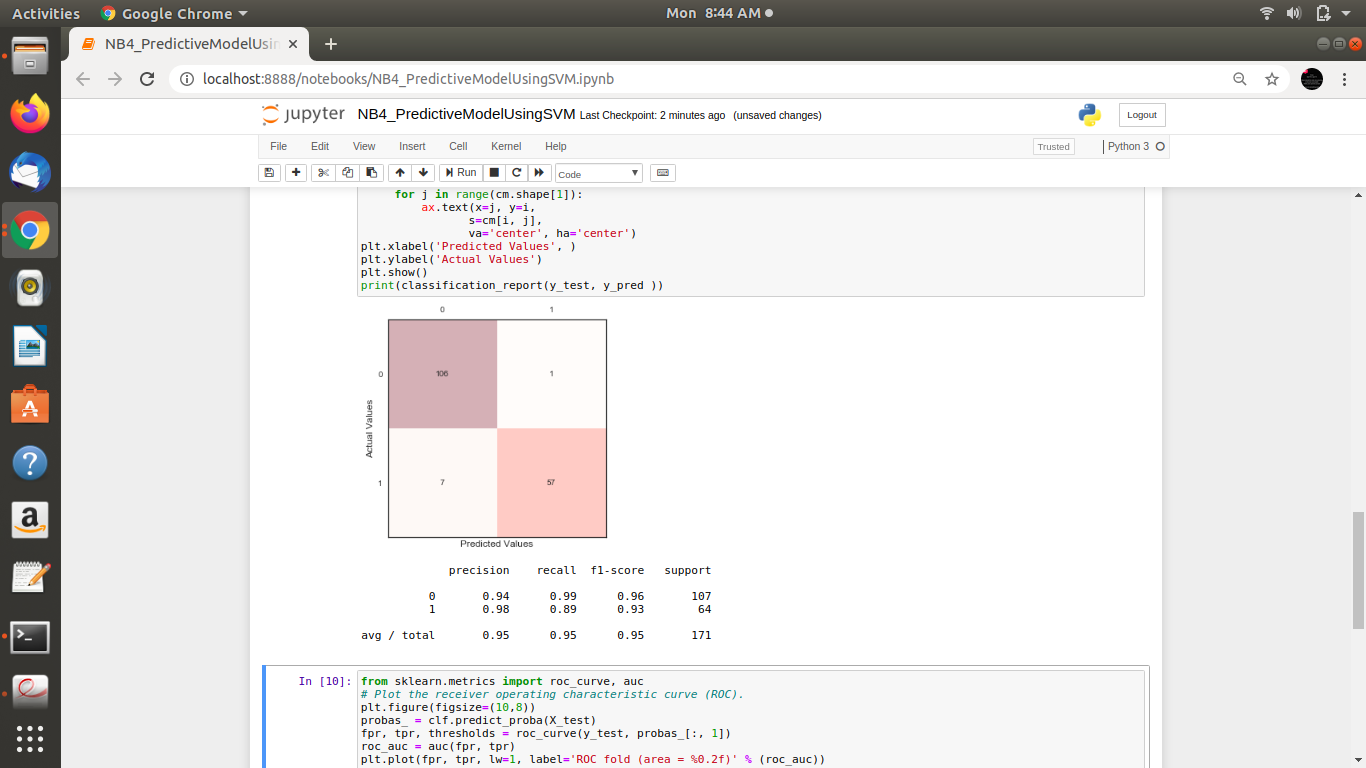 Activities Google Chrome Mon 8:44 AM
NB4_PredictiveModelUsin
localhost:8888/notebooks/NB4_PredictiveModelUsingSVM.ipynb
jupyter NB4_PredictiveModelUsingSVM Last Checkpoint: 2 minutes ago (unsaved changes) Logout
File Edit View Insert Cell Kernel Help Trusted Python 3
Run Code
for j in range(cm.shape[1]):
ax.text(x=j, y=i,
s=cm[i, j],
va='center', ha='center')
plt.xlabel('Predicted Values', )
plt.ylabel('Actual Values')
plt.show()
print(classification_report(y_test, y_pred ))
0 1
0 106 1
Actual Values
1 7 57
Predicted Values
precision recall f1-score support
0 0.94 0.99 0.96 107
1 0.98 0.89 0.93 64
avg / total 0.95 0.95 0.95 171
In [10]: from sklearn.metrics import roc_curve, auc
# Plot the receiver operating characteristic curve (ROC).
plt.figure(figsize=(10,8))
probas_ = clf.predict_proba(X_test)
fpr, tpr, thresholds = roc_curve(y_test, probas_[:, 1])
roc_auc = auc(fpr, tpr)
plt.plot(fpr, tpr, lw=1, label='ROC fold (area = %0.2f)' % (roc_auc))